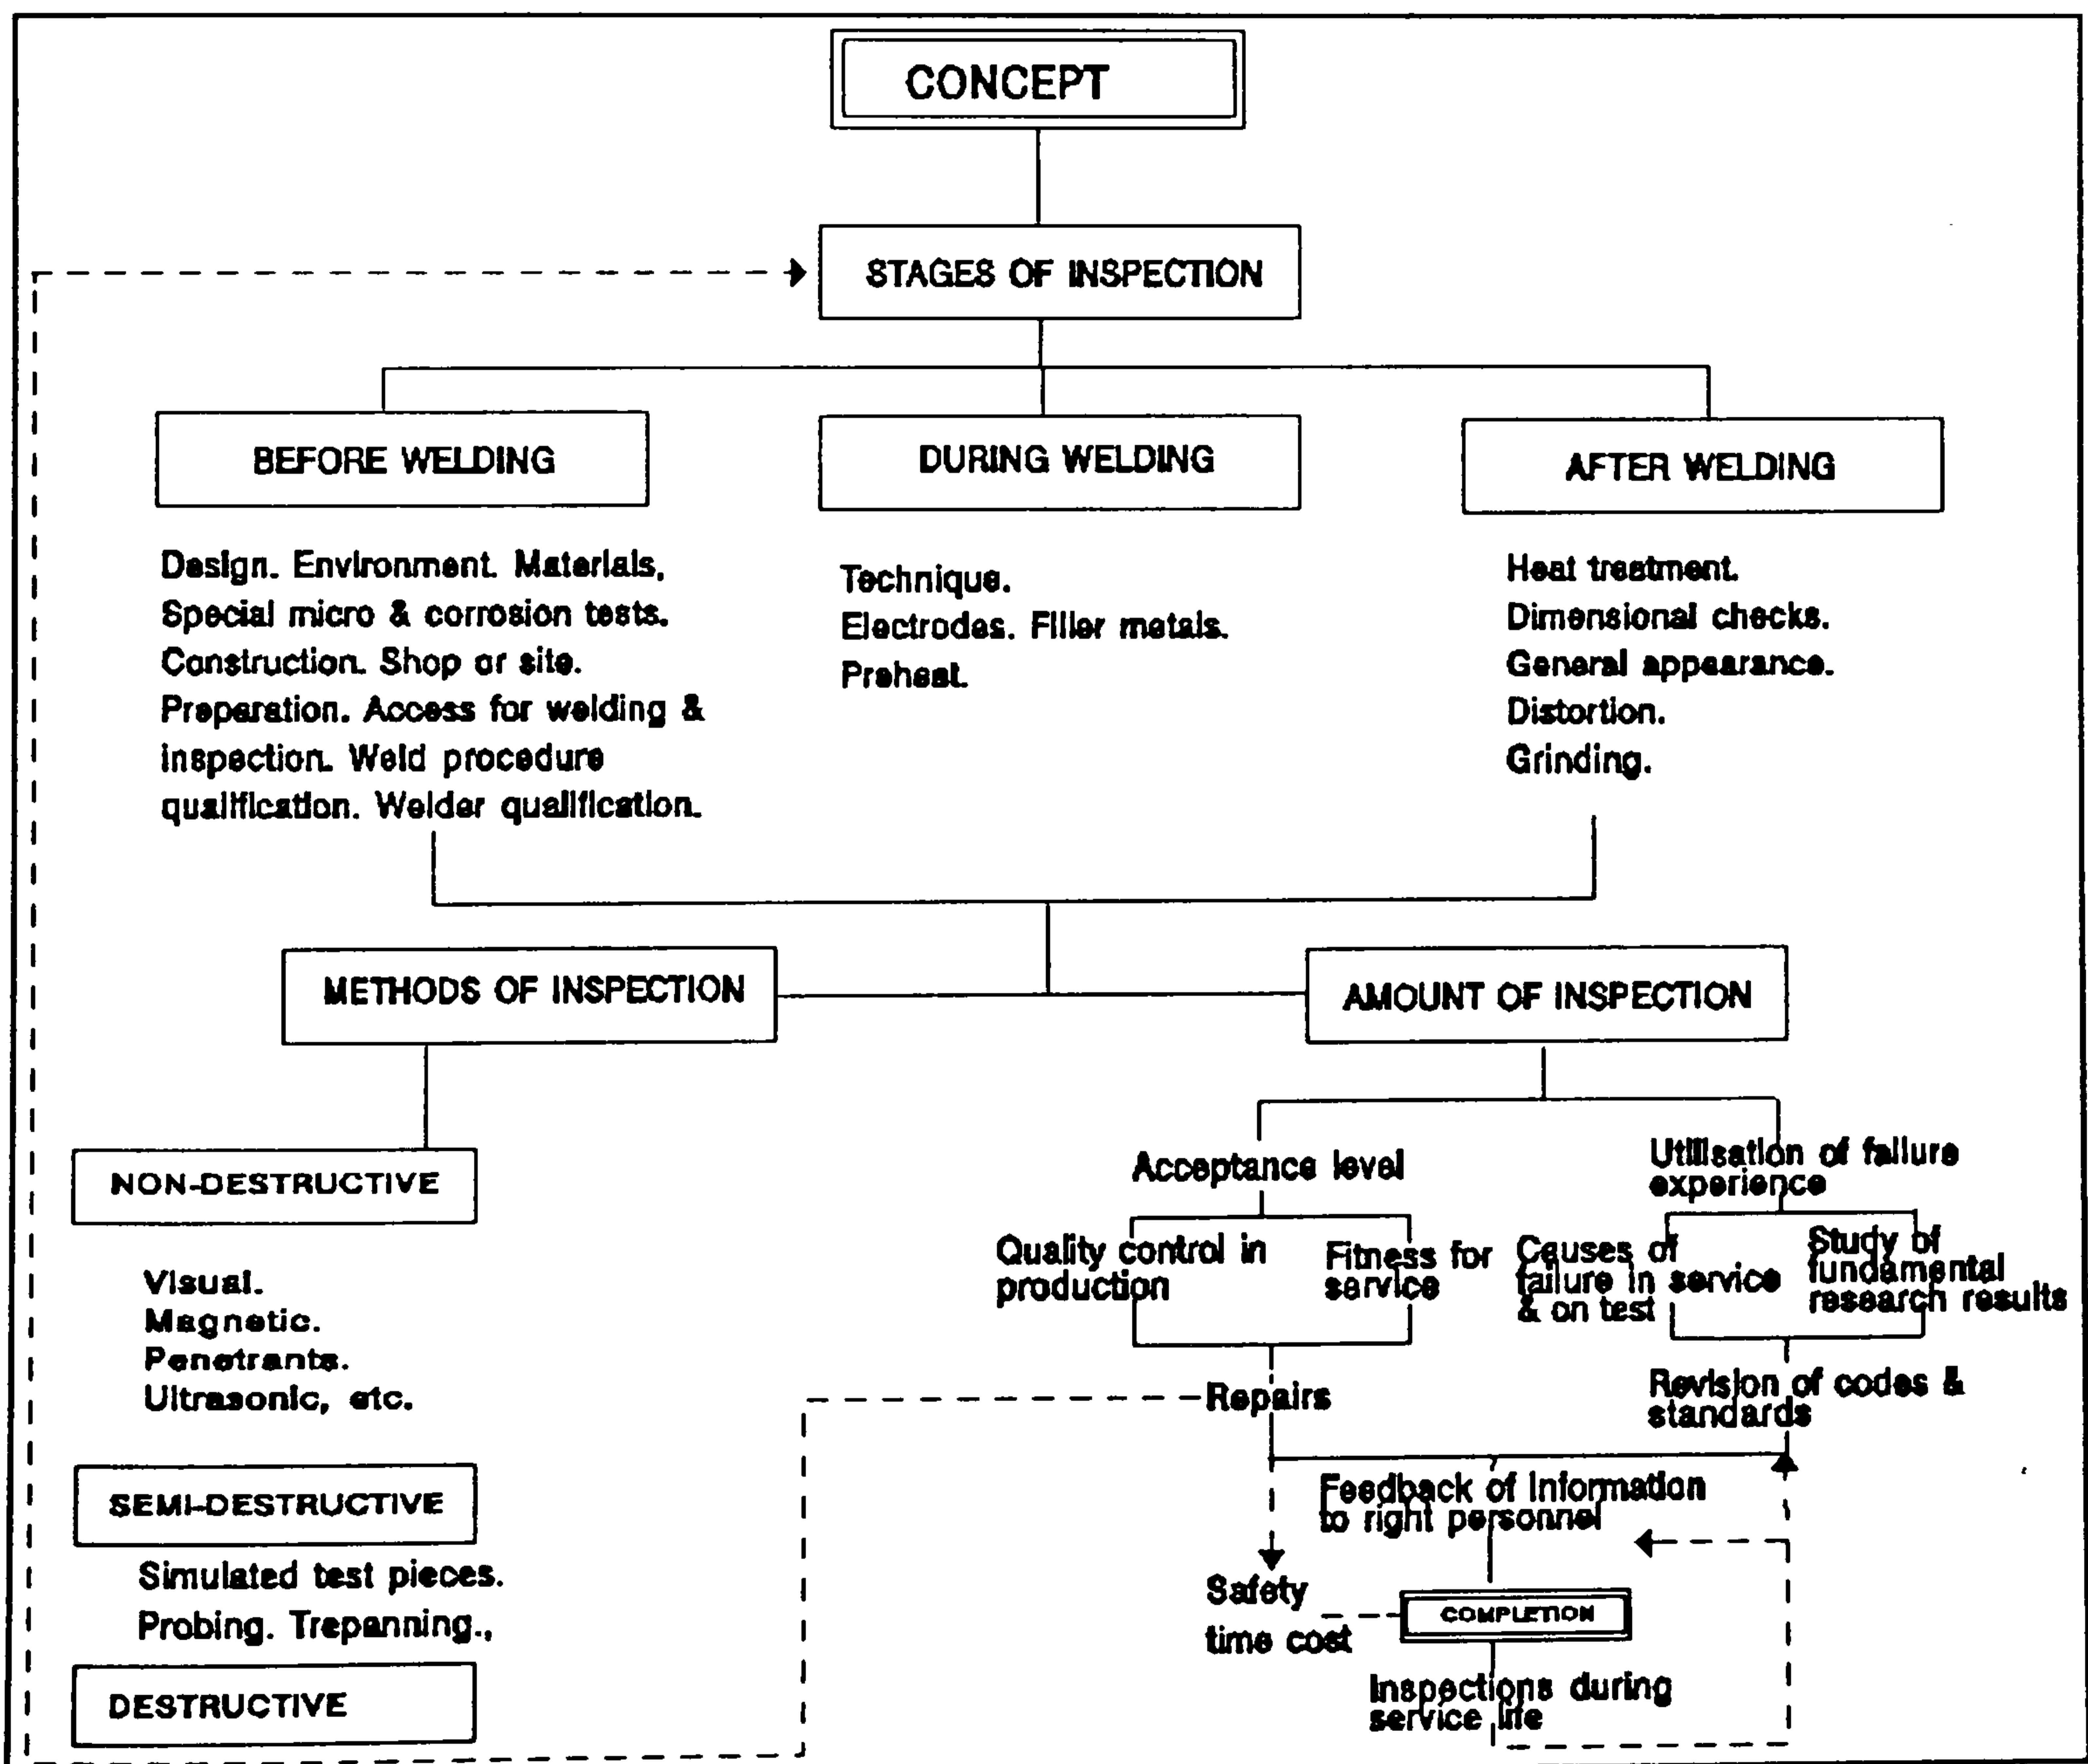 CONCEPT
STAGES OF INSPECTION
BEFORE WELDING
Design. Environment. Materials,
Special micro & corrosion tests.
Construction. Shop or site.
Preparation. Access for welding &
inspection. Weld procedure
qualification. Welder qualification.
DURING WELDING
Technique.
Electrodes. Filler metals.
Preheat.
AFTER WELDING
Heat treatment.
Dimensional checks.
General appearance.
Distortion.
Grinding.
METHODS OF INSPECTION
NON-DESTRUCTIVE
Visual.
Magnetic.
Penetrants.
Ultrasonic, etc.
SEMI-DESTRUCTIVE
Simulated test pieces.
Probing. Trepanning.,
DESTRUCTIVE
AMOUNT OF INSPECTION
Acceptance level
Quality control in
production
Fitness for
service
Repairs
Utilisation of failure
experience
Causes of
failure in service
& on test
Study of
fundamental
research results
Revision of codes &
standards
Feedback of information
to right personnel
Safety
time cost
COMPLETION
Inspections during
service life